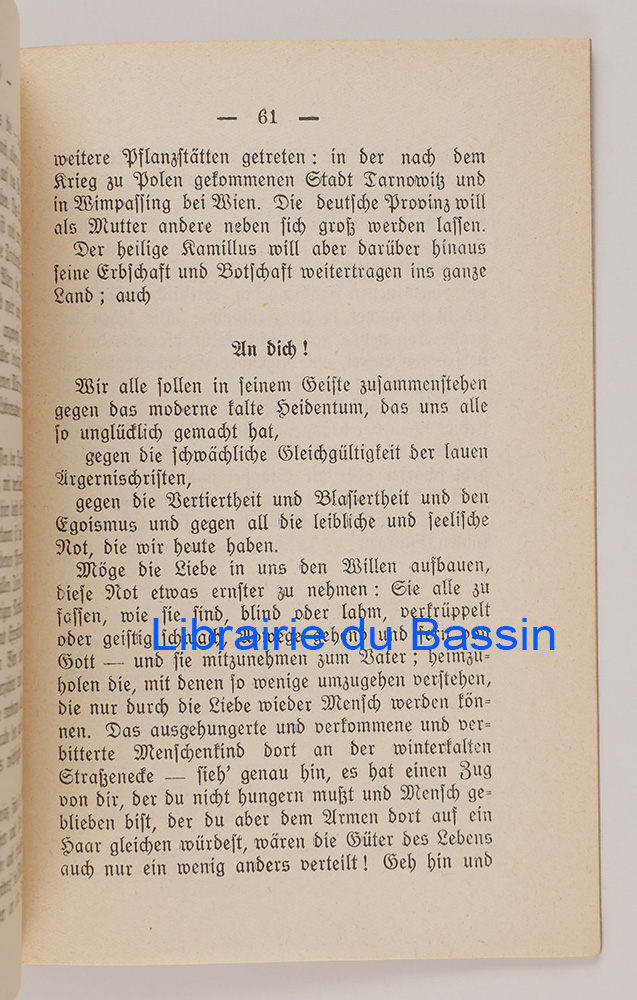 — 61 —
weitere Pflanzstätten getreten: in der nach dem
Krieg zu Polen gekommenen Stadt Tarnowitz und
in Wimpassing bei Wien. Die deutsche Provinz will
als Mutter andere neben sich groß werden lassen.
Der heilige Kamillus will aber darüber hinaus
seine Erbschaft und Botschaft weitertragen ins ganze
Land; auch
An dich!
Wir alle sollen in seinem Geiste zusammenstehen
gegen das moderne kalte Heidentum, das uns alle
so unglücklich gemacht hat,
gegen die schwächliche Gleichgültigkeit der lauen
Ärgernischristen,
gegen die Vertiertheit und Blasiertheit und den
Egoismus und gegen all die leibliche und seelische
Not, die wir heute haben.
Möge die Liebe in uns den Willen aufbauen,
diese Not etwas ernster zu nehmen: Sie alle zu
fassen, wie sie sind, blind oder lahm, verkrüppelt
oder geistig schwach, und fern von
Librairie du Bassin
Gott — und sie mitzunehmen zum Vater; heimzu-
holen die, mit denen so wenige umzugehen verstehen,
die nur durch die Liebe wieder Mensch werden kön-
nen. Das ausgehungerte und verkommene und ver-
bitterte Menschenkind dort an der winterkalten
Straßenecke — sieh' genau hin, es hat einen Zug
von dir, der du nicht hungern mußt und Mensch ge-
blieben bist, der du aber dem Armen dort auf ein
Haar gleichen würdest, wären die Güter des Lebens
auch nur ein wenig anders verteilt! Geh hin und